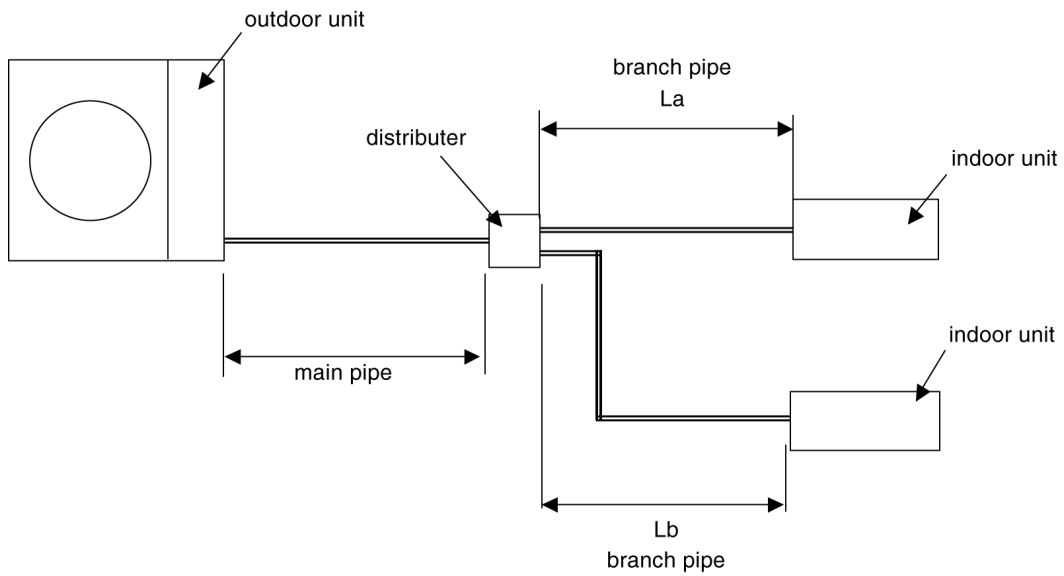 outdoor unit
branch pipe
La
distributer
indoor unit
main pipe
indoor unit
Lb
branch pipe